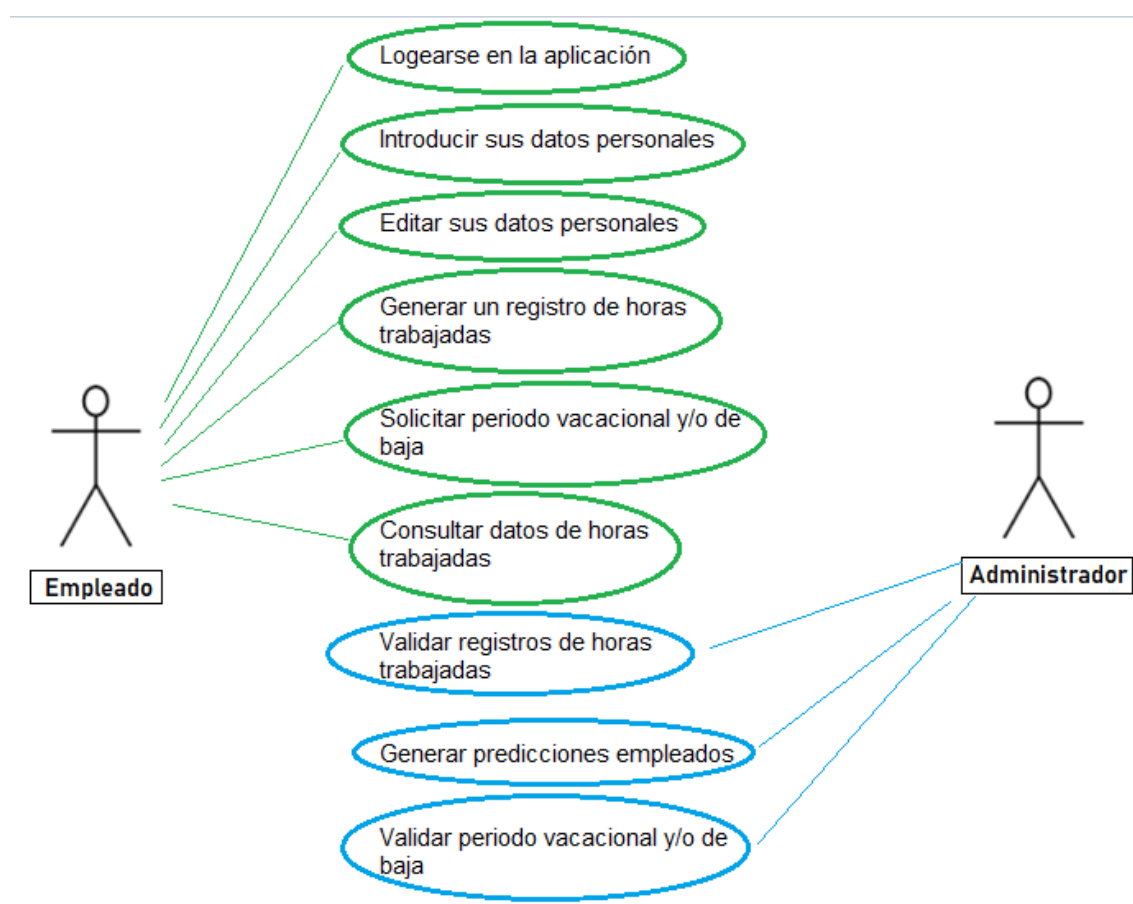 Logearse en la aplicación
Introducir sus datos personales
Editar sus datos personales
Generar un registro de horas
trabajadas
Solicitar periodo vacacional y/o de
baja
Consultar datos de horas
trabajadas
Empleado
Administrador
Validar registros de horas
trabajadas
Generar predicciones empleados
Validar periodo vacacional y/o de
baja